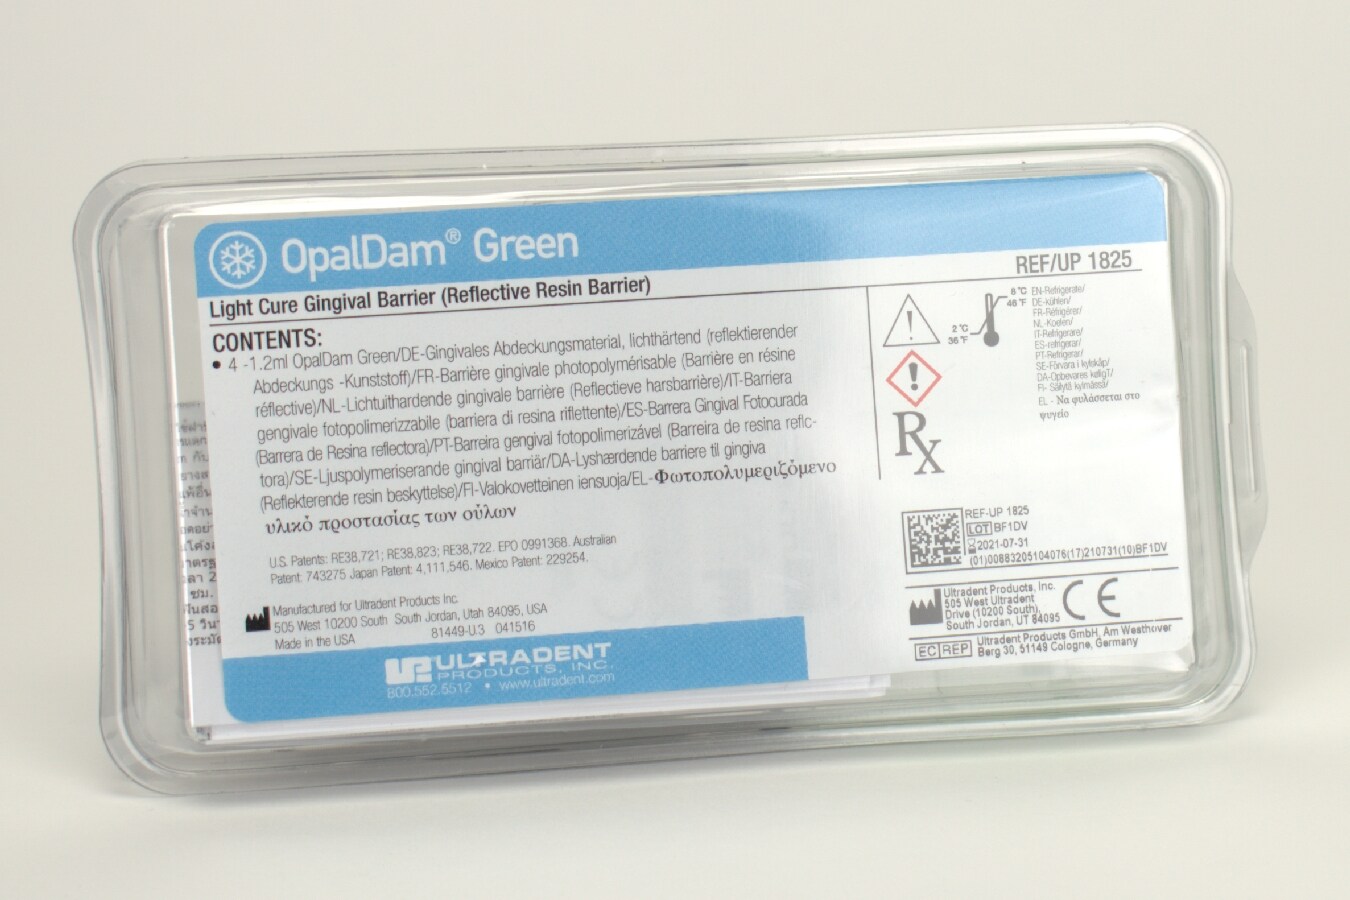 OpalDam® Green
Light Cure Gingival Barrier (Reflective Resin Barrier)
REF/UP 1825
CONTENTS:
• 4 -1.2ml OpalDam Green/DE-Gingivales Abdeckungsmaterial, lichthärtend (reflektierender
Abdeckungs -Kunststoff)/FR-Barrière gingivale photopolymérisable (Barrière en résine
réflective)/NL-Lichtuithardende gingivale barrière (Reflectieve harsbarrière)/IT-Barriera
gengivale fotopolimerizzabile (barriera di resina riflettente)/ES-Barrera Gingival Fotocurada
(Barrera de Resina reflectora)/PT-Barreira gengival fotopolimerizável (Barreira de resina reflec-
tora)/SE-Ljuspolymeriserande gingival barriär/DA-Lyshærdende barriere til gingiva
(Reflekterende resin beskyttelse)/FI-Valokovetteinen iensuoja/EL-Φωτοπολυμεριζόμενο
υλικό προστασίας των ούλων
U.S. Patents: RE38,721; RE38,823; RE38,722. EPO 0991368. Australian
Patent: 743275 Japan Patent: 4,111,546. Mexico Patent: 229254.
Manufactured for Ultradent Products Inc.
505 West 10200 South South Jordan, Utah 84095, USA
Made in the USA 81449-U.3 041516
ULTRADENT
PRODUCTS, INC.
800.552.5512 • www.ultradent.com
8 °C
46 °F
2 °C
36 °F
EN-Refrigerate/
DE-kühlen/
FR-Réfrigérer/
NL-Koelen/
IT-Refrigerare/
ES-refrigerar/
PT-Refrigerar/
SE-Förvara i kylskåp/
DA-Opbevares køligt/
FI- Säilytä kylmässä/
EL - Να φυλάσσεται στο
ψυγείο
Rx
REF-UP 1825
LOT BF1DV
2021-07-31
(01)00883205104076(17)210731(10)BF1DV
Ultradent Products, Inc.
505 West Ultradent
Drive (10200 South),
South Jordan, UT 84095
CE
EC REP Ultradent Products GmbH, Am Westhover
Berg 30, 51149 Cologne, Germany